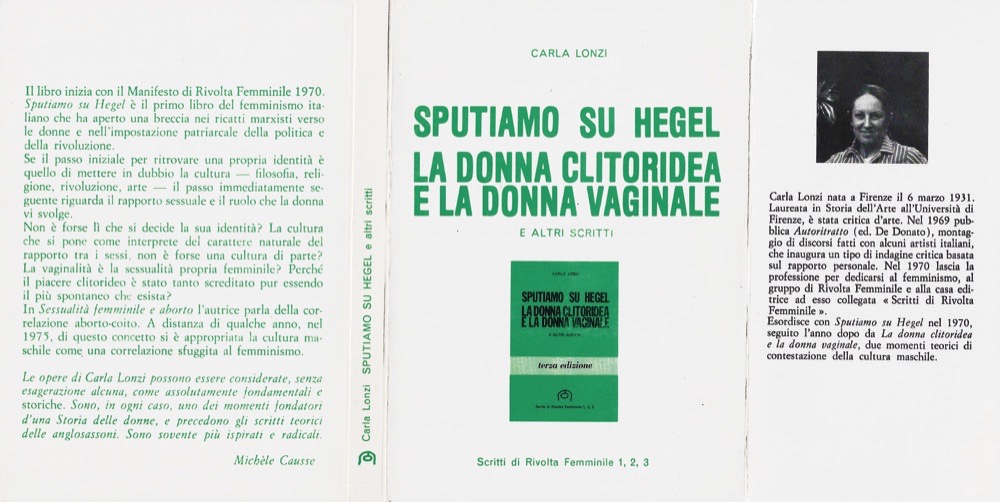 Il libro inizia con il Manifesto di Rivolta Femminile 1970.
Sputiamo su Hegel è il primo libro del femminismo ita-
liano che ha aperto una breccia nei ricatti marxisti verso
le donne e nell'impostazione patriarcale della politica e
della rivoluzione.
Se il passo iniziale per ritrovare una propria identità è
quello di mettere in dubbio la cultura — filosofia, reli-
gione, rivoluzione, arte — il passo immediatamente se-
guente riguarda il rapporto sessuale e il ruolo che la donna
vi svolge.
Non è forse lì che si decide la sua identità? La cultura
che si pone come interprete del carattere naturale del
rapporto tra i sessi, non è forse una cultura di parte?
La vaginalità è la sessualità propria femminile? Perché
il piacere clitorideo è stato tanto screditato pur essendo
il più spontaneo che esista?
In Sessualità femminile e aborto l'autrice parla della cor-
relazione aborto-coito. A distanza di qualche anno, nel
1975, di questo concetto si è appropriata la cultura ma-
schile come una correlazione sfuggita al femminismo.
Le opere di Carla Lonzi possono essere considerate, senza
esagerazione alcuna, come assolutamente fondamentali e
storiche. Sono, in ogni caso, uno dei momenti fondatori
d'una Storia delle donne, e precedono gli scritti teorici
delle anglosassoni. Sono sovente più ispirati e radicali.
Michèle Causse
Carla Lonzi SPUTIAMO SU HEGEL e altri scritti
CARLA LONZI
SPUTIAMO SU HEGEL
LA DONNA CLITORIDEA
E LA DONNA VAGINALE
E ALTRI SCRITTI
CARLA LONZI
SPUTIAMO SU HEGEL
LA DONNA CLITORIDEA
E LA DONNA VAGINALE
E ALTRI SCRITTI
terza edizione
Scritti di Rivolta Femminile 1, 2, 3
Scritti di Rivolta Femminile 1, 2, 3
Carla Lonzi nata a Firenze il 6 marzo 1931.
Laureata in Storia dell'Arte all'Università di
Firenze, è stata critica d'arte. Nel 1969 pub-
blica Autoritratto (ed. De Donato), montag-
gio di discorsi fatti con alcuni artisti italiani,
che inaugura un tipo di indagine critica basata
sul rapporto personale. Nel 1970 lascia la
professione per dedicarsi al femminismo, al
gruppo di Rivolta Femminile e alla casa edi-
trice ad esso collegata « Scritti di Rivolta
Femminile ».
Esordisce con Sputiamo su Hegel nel 1970,
seguito l'anno dopo da La donna clitoridea
e la donna vaginale, due momenti teorici di
contestazione della cultura maschile.